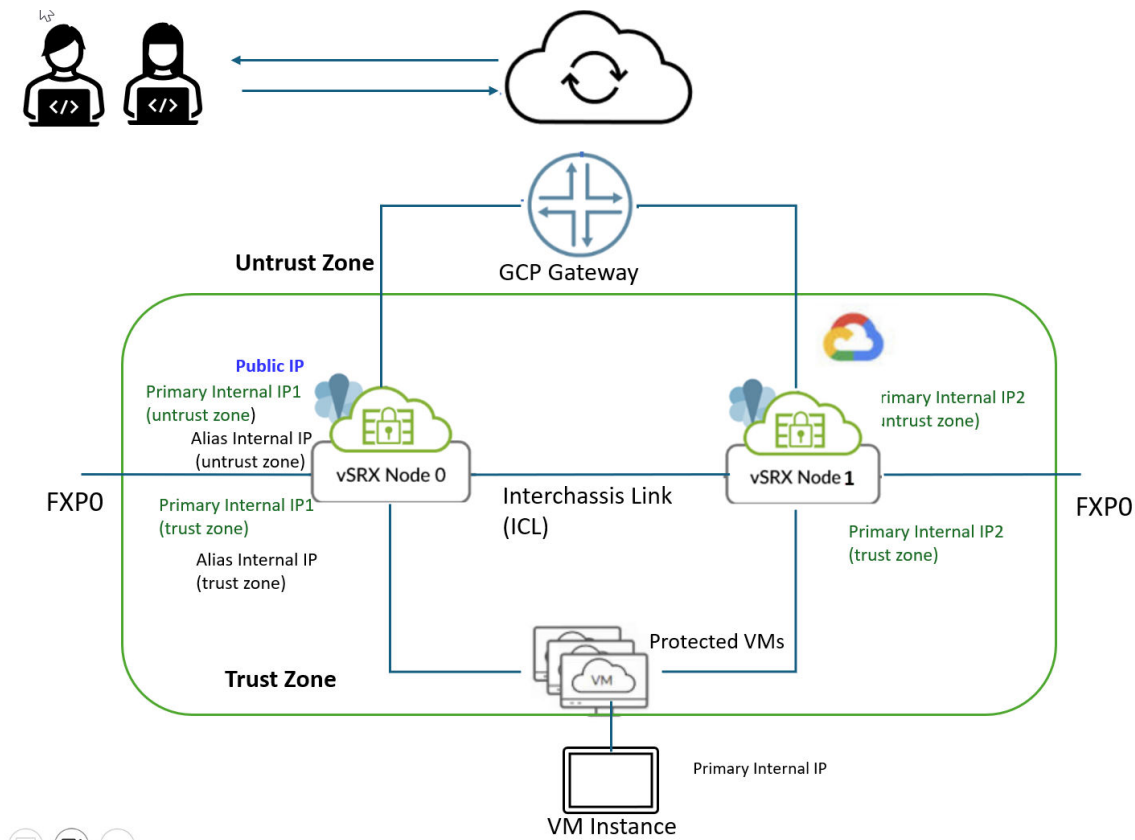 </>
</>
Untrust Zone
GCP Gateway
Public IP
Primary Internal IP1
(untrust zone)
Alias Internal IP
(untrust zone)
rimary Internal IP2
untrust zone)
vSRX Node 0
vSRX Node 1
FXP0
Interchassis Link
(ICL)
FXP0
Primary Internal IP1
(trust zone)
Alias Internal IP
(trust zone)
Primary Internal IP2
(trust zone)
Protected VMs
VM
Trust Zone
Primary Internal IP
VM Instance